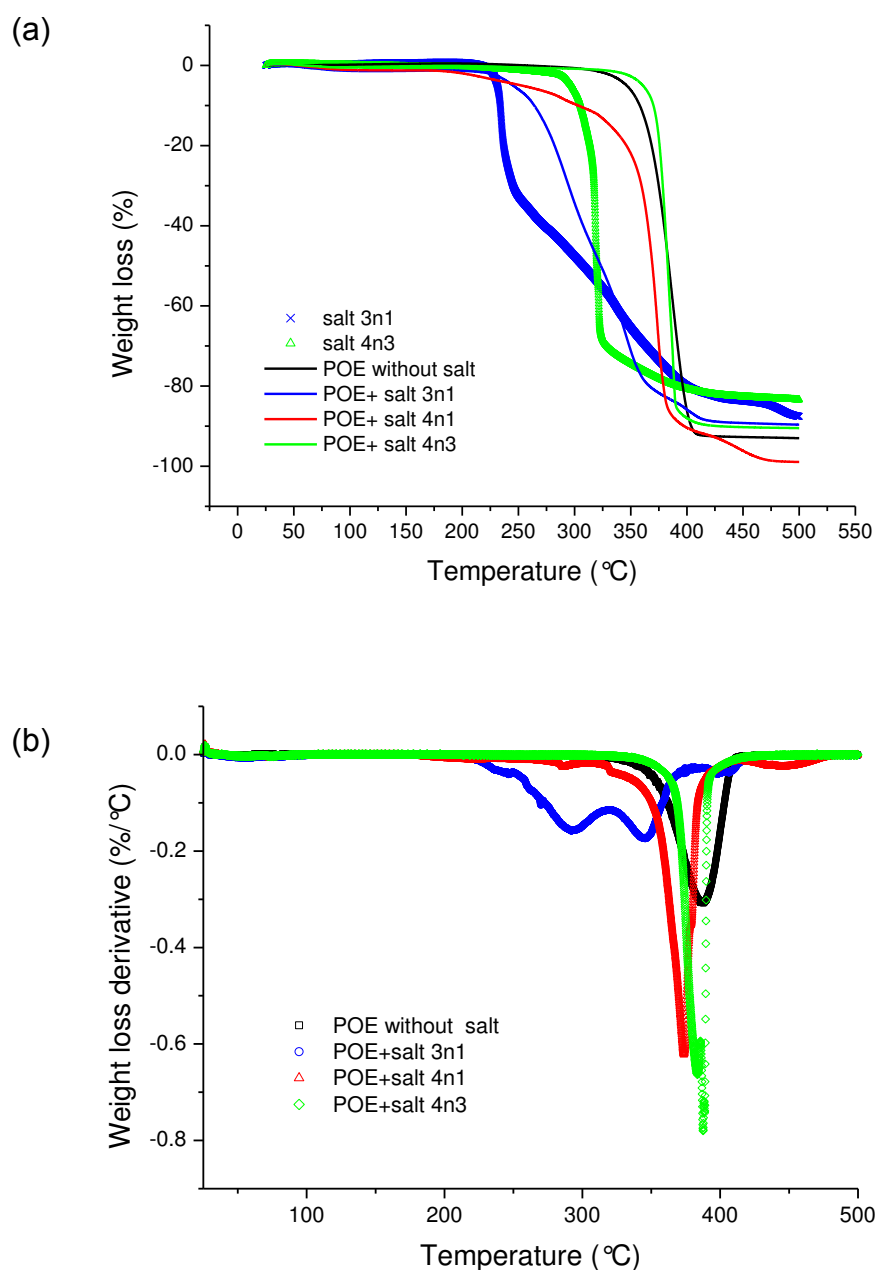 (a)
0
-20
-40
-60
-80
-100
Weight loss (%)
salt 3n1
salt 4n3
POE without salt
POE+ salt 3n1
POE+ salt 4n1
POE+ salt 4n3
0 50 100 150 200 250 300 350 400 450 500 550
Temperature (°C)
(b)
0.0
-0.2
-0.4
-0.6
-0.8
Weight loss derivative (%/°C)
POE without salt
POE+salt 3n1
POE+salt 4n1
POE+salt 4n3
100 200 300 400 500
Temperature (°C)